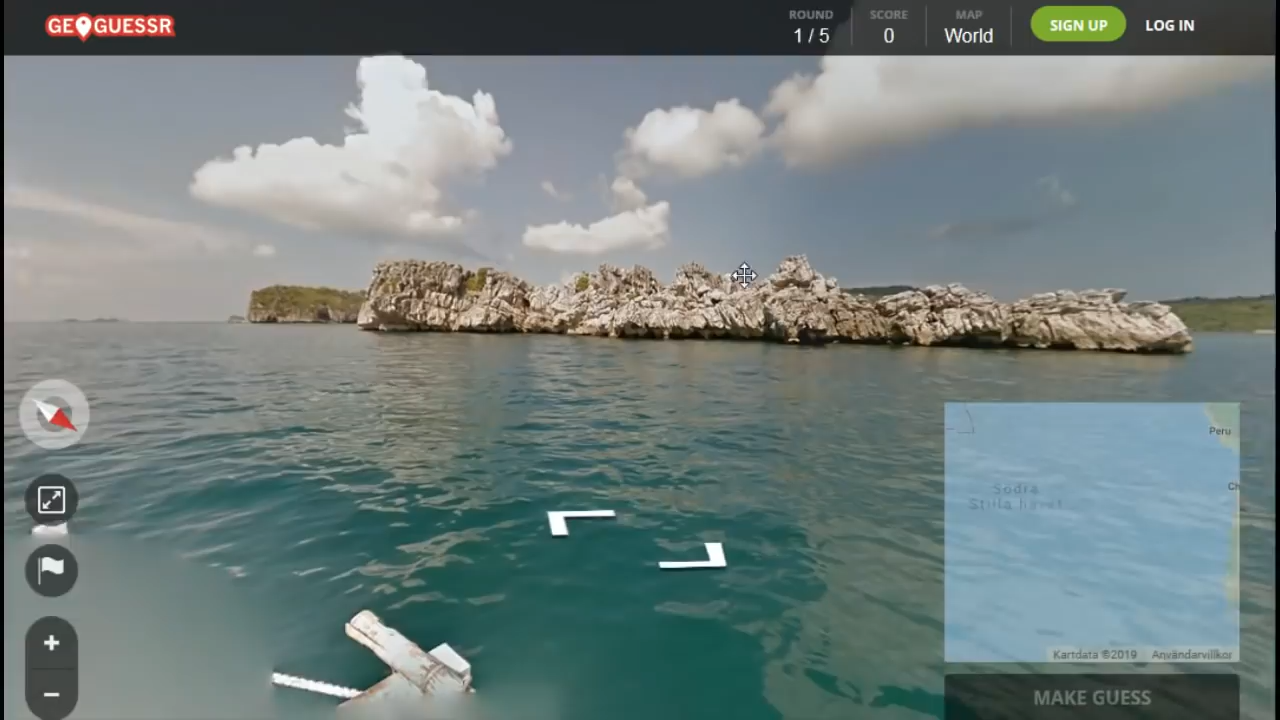 GEOGUESSR
ROUND
1 / 5
SCORE
0
MAP
World
SIGN UP
LOG IN
Peru
Ch
Södra
Stilla havet
Kartdata ©2019
Användarvillkor
+
−
MAKE GUESS